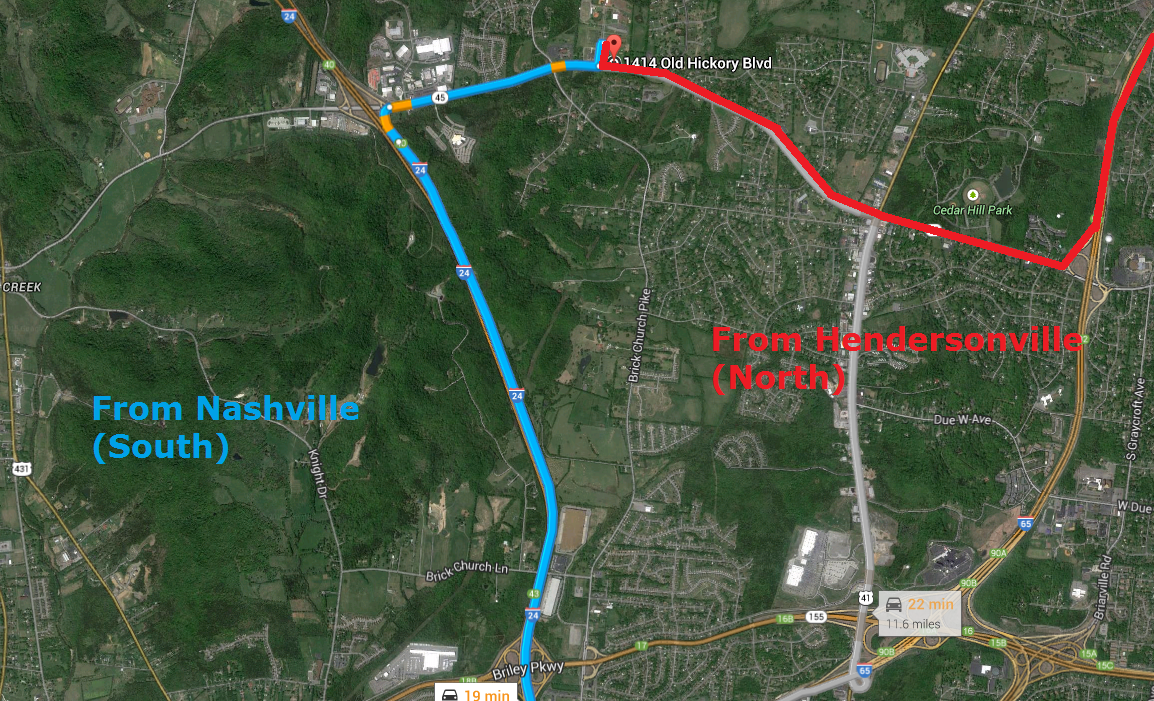 24
40
1414 Old Hickory Blvd
45
24
Cedar Hill Park
24
CREEK
Brick Church Pike
From Hendersonville
(North)
24
From Nashville
(South)
Due W Ave
S Graycroft Ave
431
Knight Dr
W Due
65
90A
Brick Church Ln
90B
Briarville Rd
43
41
22 min
11.6 miles
24
155
16B
16
15B
17
90B
15A
15C
Briley Pkwy
65
18B
19 min